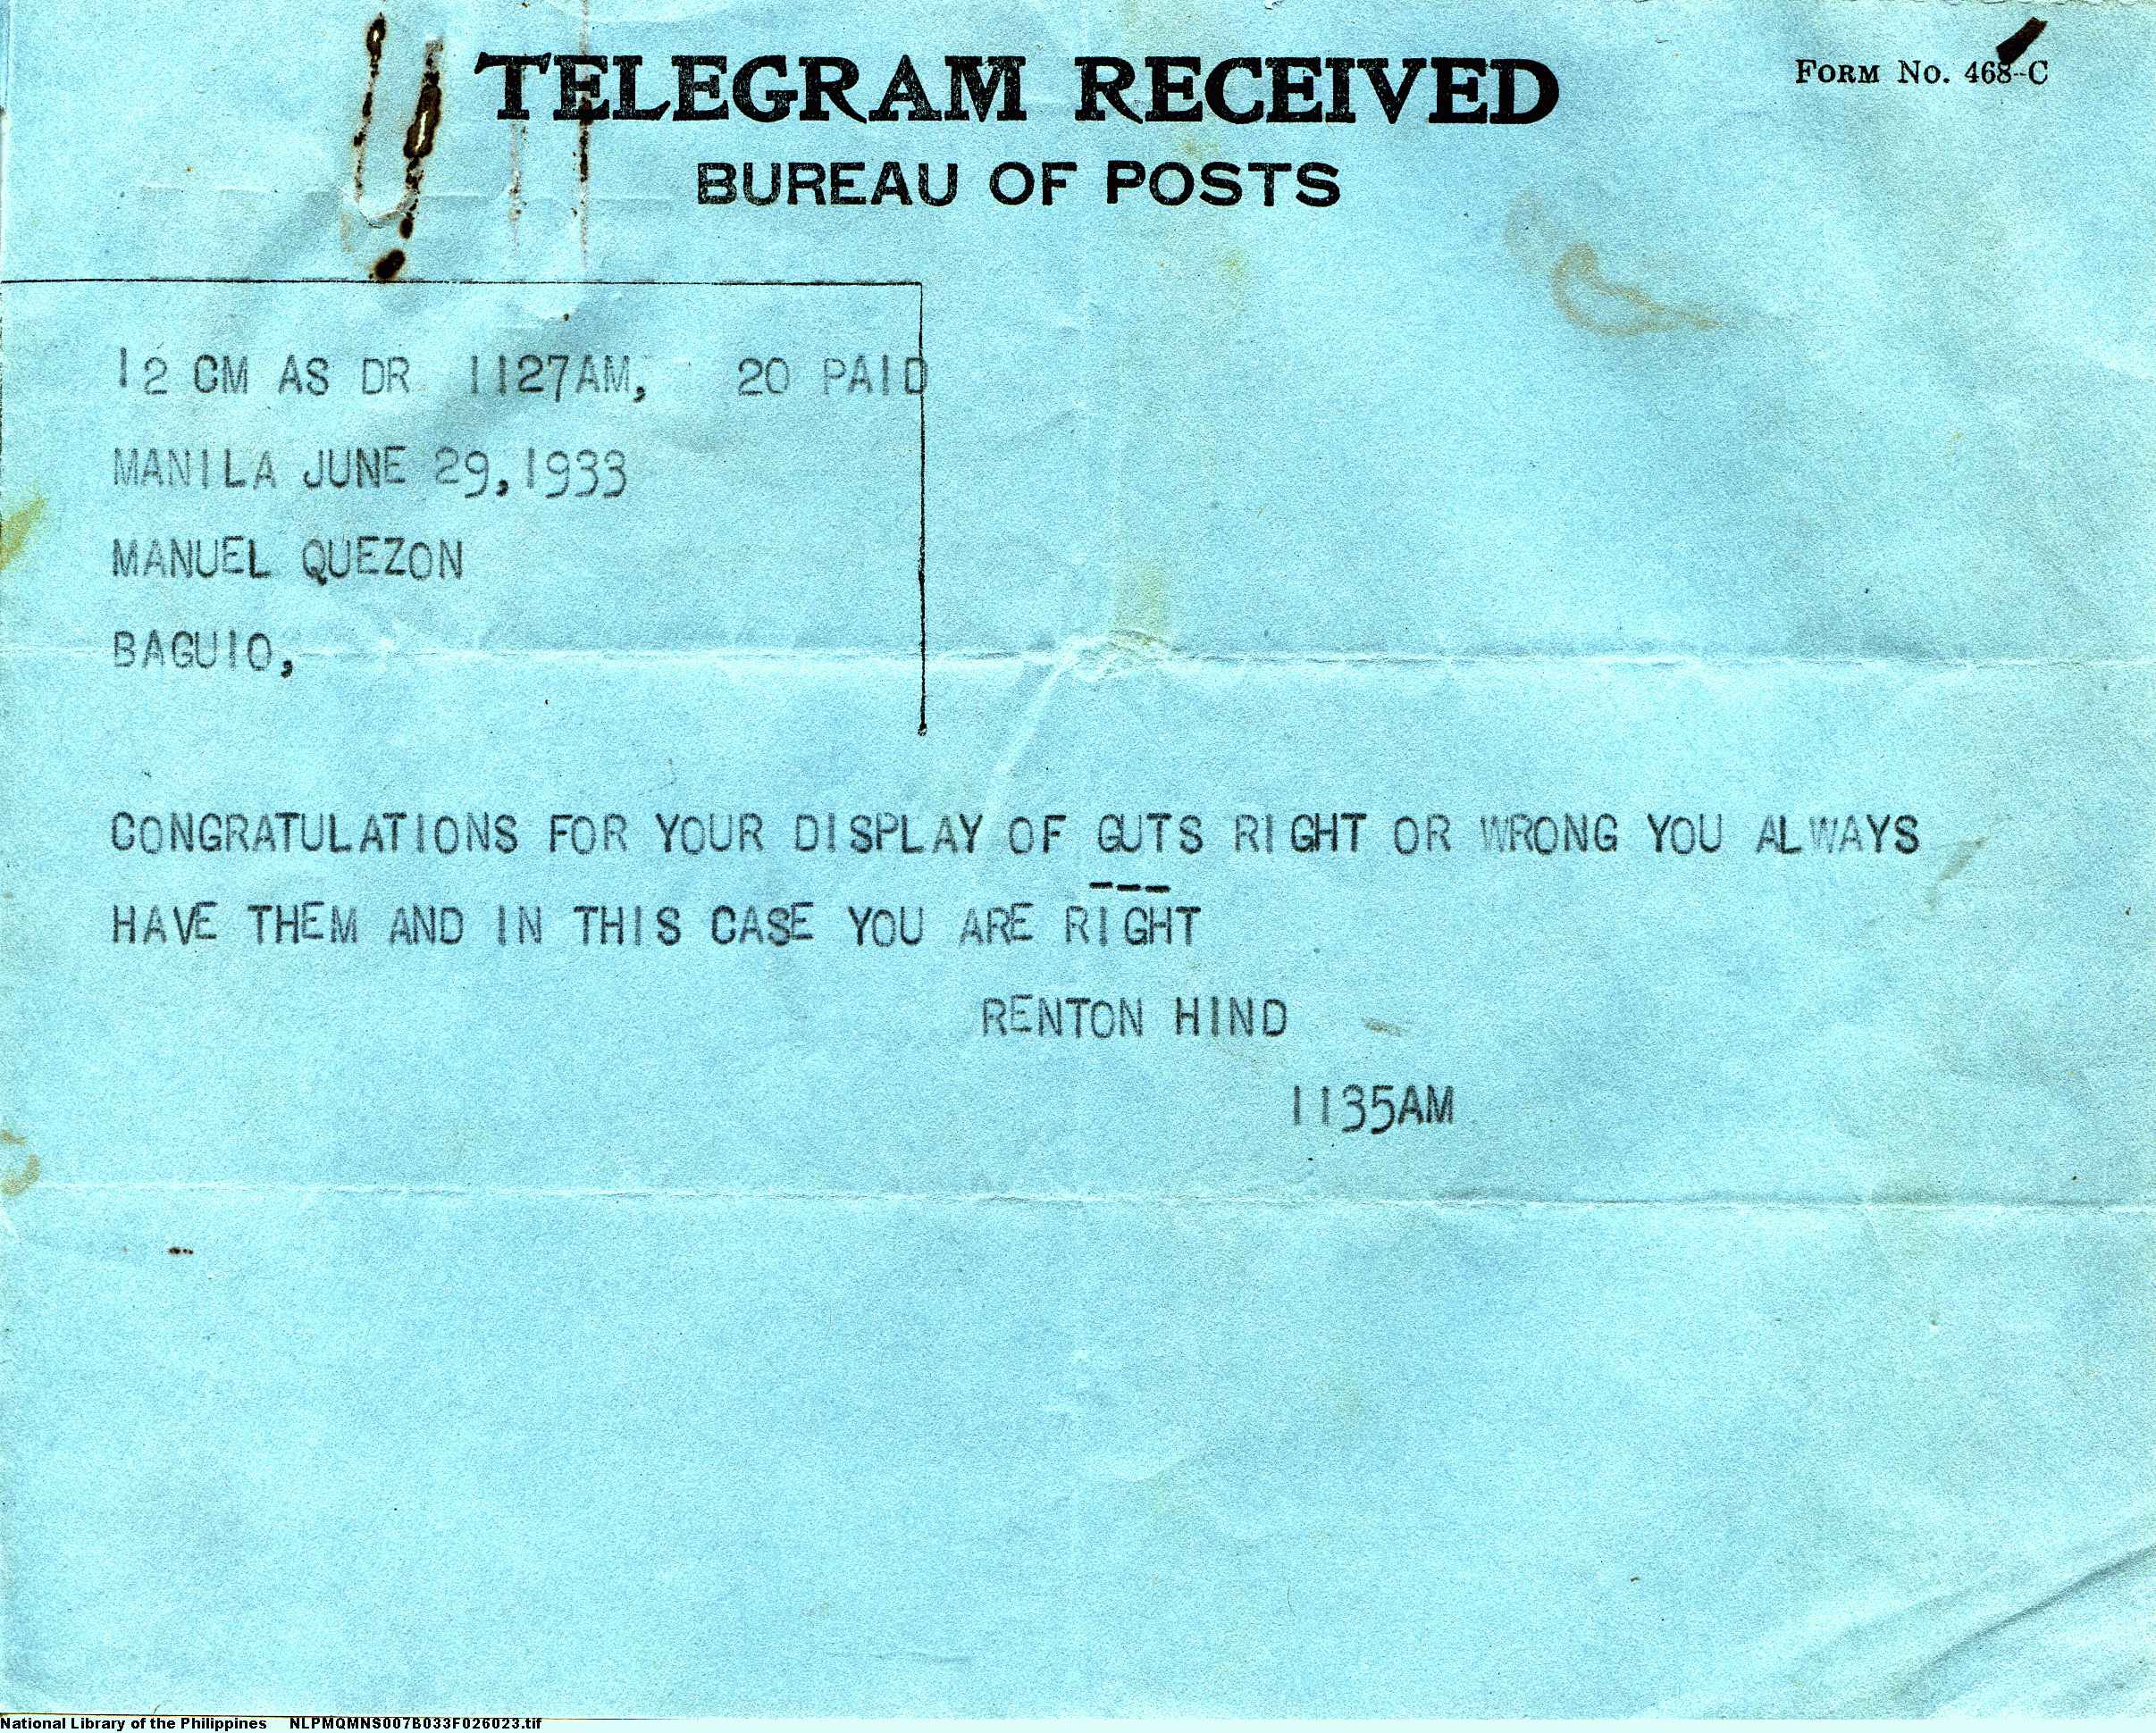 TELEGRAM RECEIVED
FORM NO. 468-C
BUREAU OF POSTS
12 CM AS DR 1127AM, 20 PAID
MANILA JUNE 29,1933
MANUEL QUEZON
BAGUIO,
CONGRATULATIONS FOR YOUR DISPLAY OF GUTS RIGHT OR WRONG YOU ALWAYS
HAVE THEM AND IN THIS CASE YOU ARE RIGHT
RENTON HIND
1135AM
National Library of the Philippines NLPMQMNS007B033F026023.tif